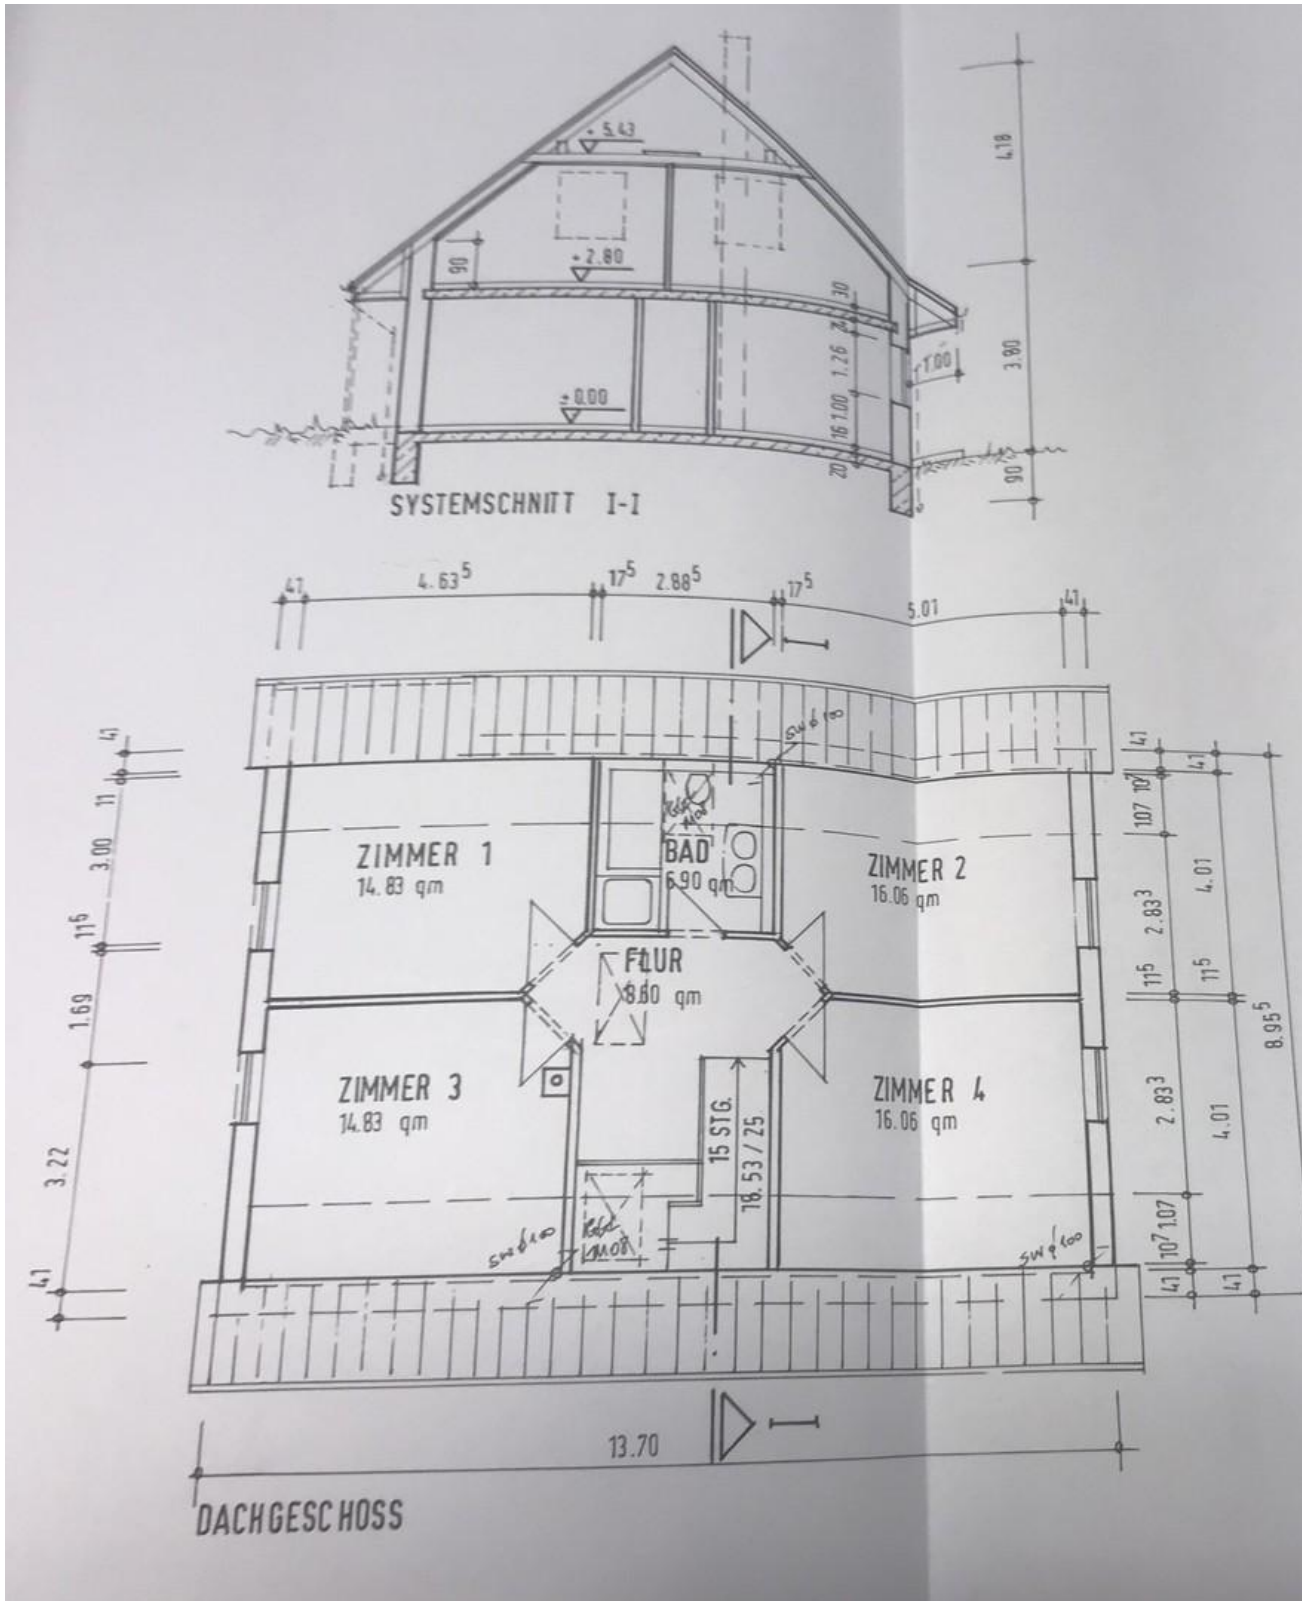 + 5.43
4.18
90
+ 2.80
30
1.26
1.00
3.80
± 0.00
1.00
16
20
90
SYSTEMSCHNITT I-I
41
4.63⁵
17⁵
2.88⁵
17⁵
5.01
41
I
41
11
3.00
11⁵
1.69
3.22
41
ZIMMER 1
14.83 qm
BAD
6.90 qm
ZIMMER 2
16.06 qm
FLUR
8.60 qm
ZIMMER 3
14.83 qm
15 STG.
18.53 / 25
ZIMMER 4
16.06 qm
41
10⁷
1.07
2.83³
11⁵
2.83³
1.07
10⁷
41
41
4.01
11⁵
4.01
41
8.95⁵
I
13.70
DACHGESCHOSS